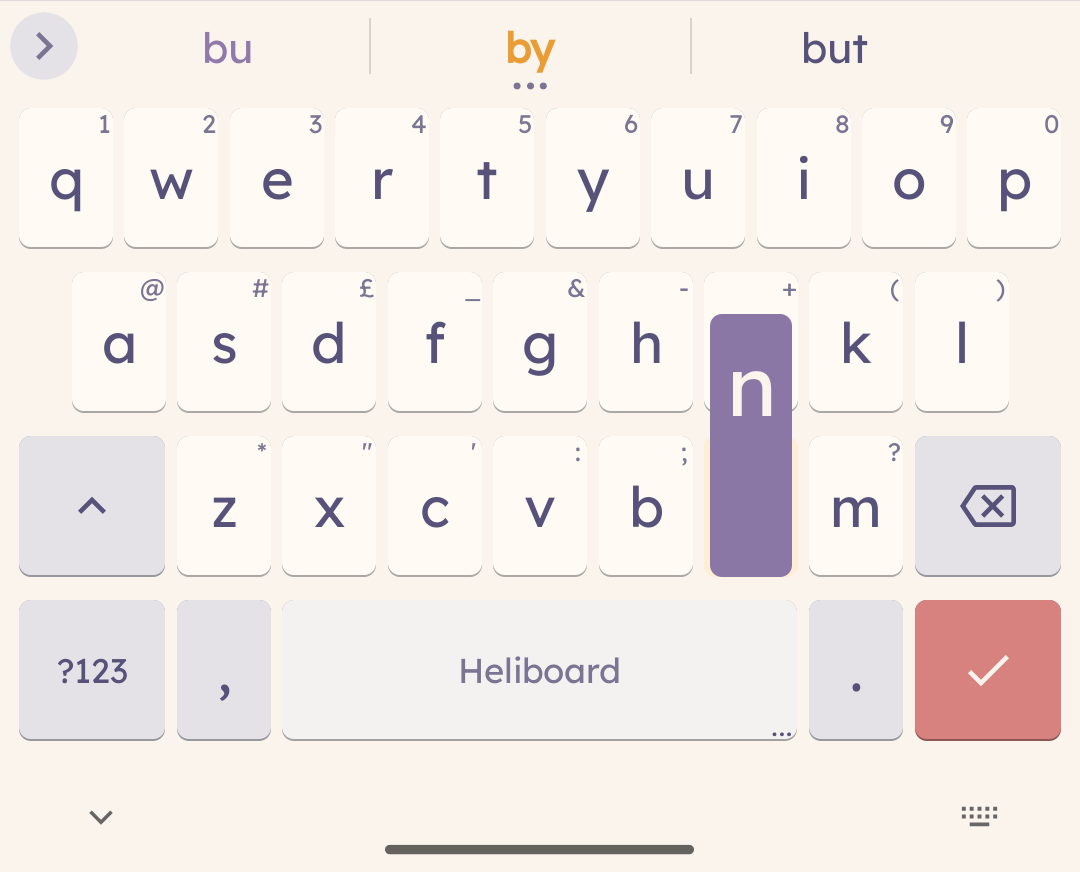 bu by but
1 2 3 4 5 6 7 8 9 0
q w e r t y u i o p
@ # £ _ & - + ( )
a s d f g h k l
* " ' : ; ?
z x c v b n m
?123 , Heliboard .